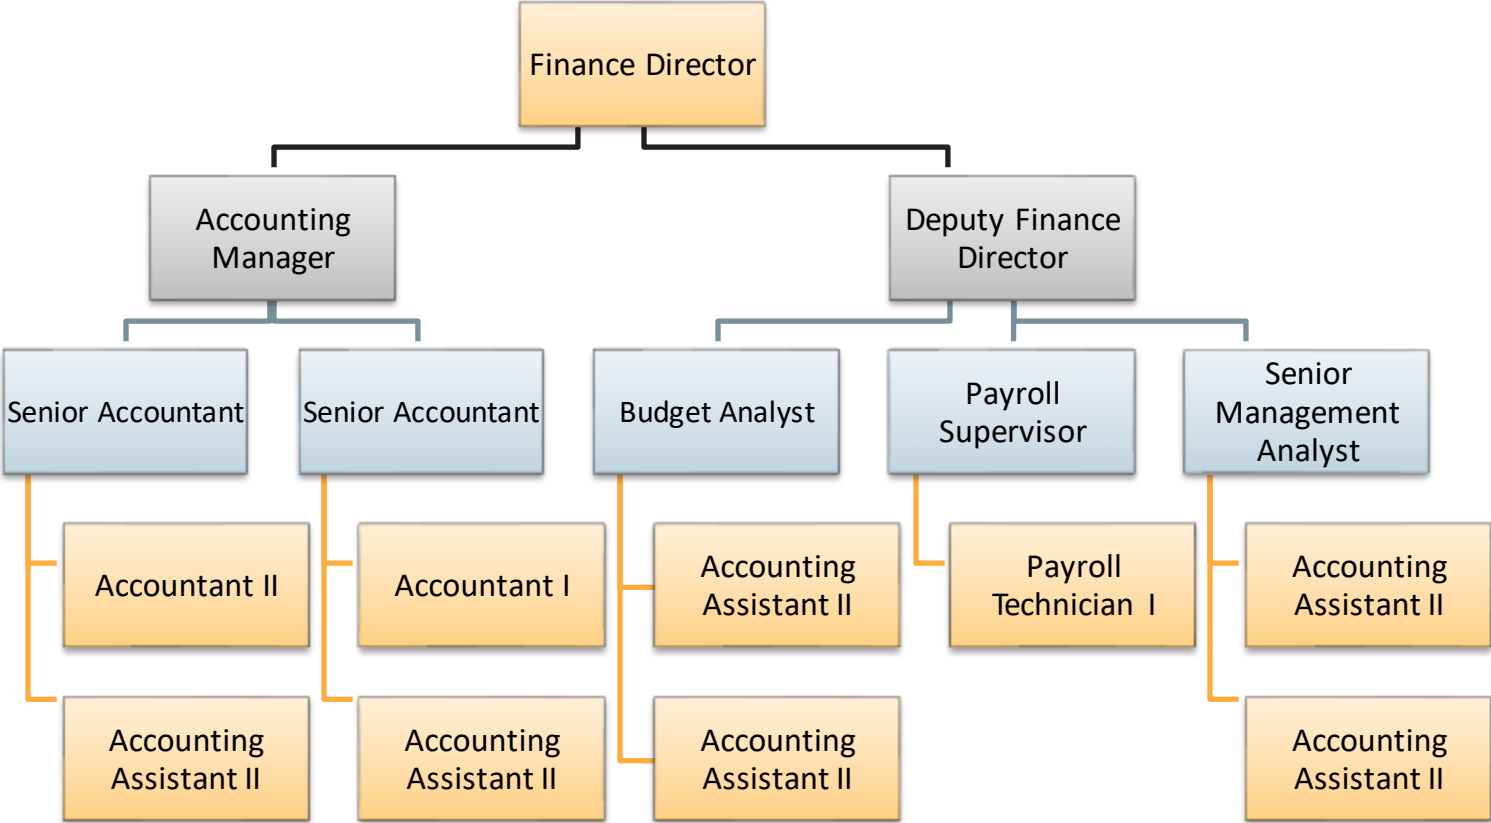 Finance Director
Accounting
Manager
Deputy Finance
Director
Senior Accountant
Senior Accountant
Budget Analyst
Payroll
Supervisor
Senior
Management
Analyst
Accountant II
Accountant I
Accounting
Assistant II
Payroll
Technician I
Accounting
Assistant II
Accounting
Assistant II
Accounting
Assistant II
Accounting
Assistant II
Accounting
Assistant II